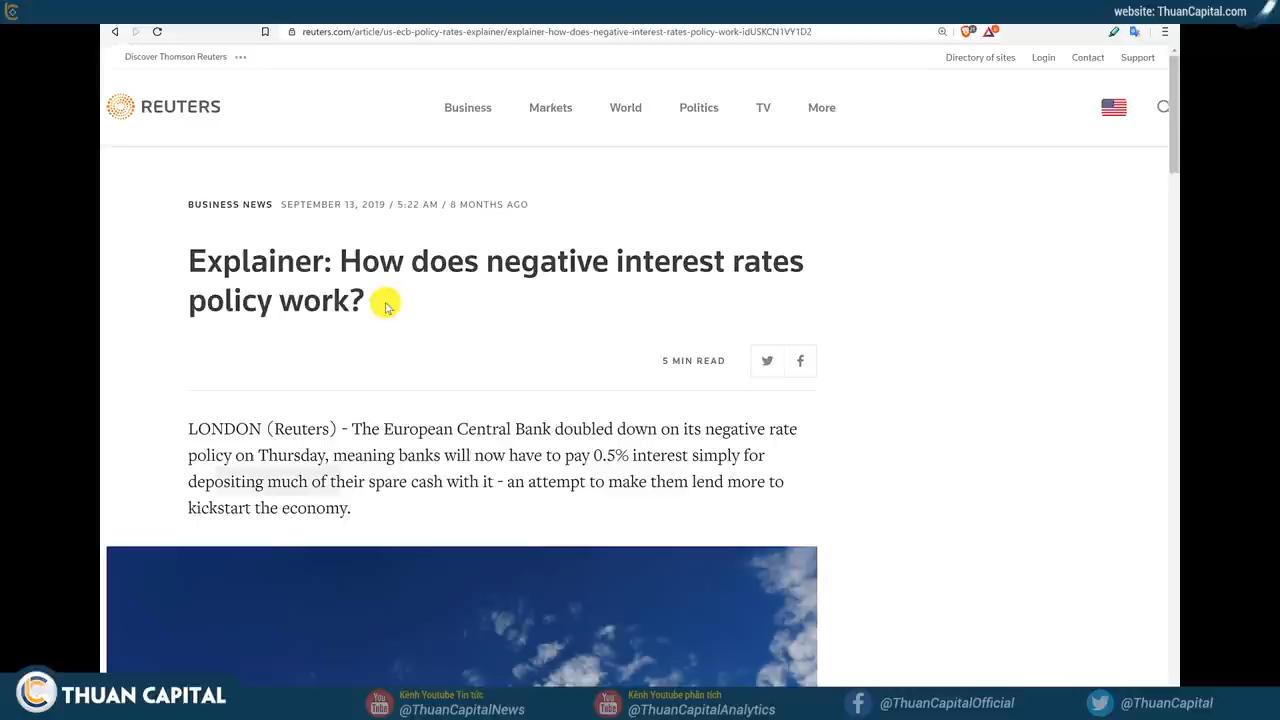 website: ThuanCapital.com
reuters.com/article/us-ecb-policy-rates-explainer/explainer-how-does-negative-interest-rates-policy-work-idUSKCN1VY1D2
Discover Thomson Reuters •••
Directory of sites Login Contact Support
REUTERS
Business Markets World Politics TV More
BUSINESS NEWS SEPTEMBER 13, 2019 / 5:22 AM / 8 MONTHS AGO
Explainer: How does negative interest rates
policy work?
5 MIN READ
LONDON (Reuters) - The European Central Bank doubled down on its negative rate
policy on Thursday, meaning banks will now have to pay 0.5% interest simply for
depositing much of their spare cash with it - an attempt to make them lend more to
kickstart the economy.
THUAN CAPITAL
You Tube
Kênh Youtube Tin tức
@ThuanCapitalNews
You Tube
Kênh Youtube phân tích
@ThuanCapitalAnalytics
@ThuanCapitalOfficial
@ThuanCapital